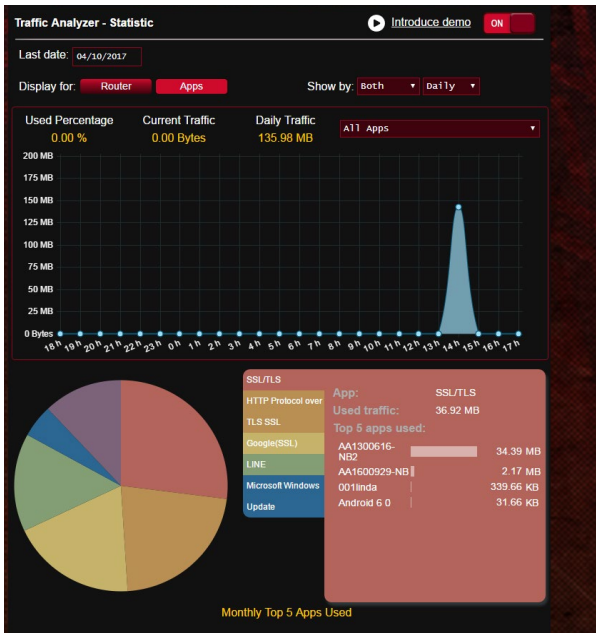 Traffic Analyzer - Statistic
Introduce demo
ON
Last date: 04/10/2017
Display for: Router Apps
Show by: Both Daily
Used Percentage Current Traffic Daily Traffic
All Apps
0.00 % 0.00 Bytes 135.98 MB
200 MB
175 MB
150 MB
125 MB
100 MB
75 MB
50 MB
25 MB
0 Bytes
18 h 19 h 20 h 21 h 22 h 23 h 0 h 1 h 2 h 3 h 4 h 5 h 6 h 7 h 8 h 9 h 10 h 11 h 12 h 13 h 14 h 15 h 16 h 17 h
SSL/TLS
HTTP Protocol over
TLS SSL
Google(SSL)
LINE
Microsoft Windows
Update
App: SSL/TLS
Used traffic: 36.92 MB
Top 5 apps used:
AA1300616-
NB2 34.39 MB
AA1600929-NB 2.17 MB
001linda 339.66 KB
Android 6 0 31.66 KB
Monthly Top 5 Apps Used